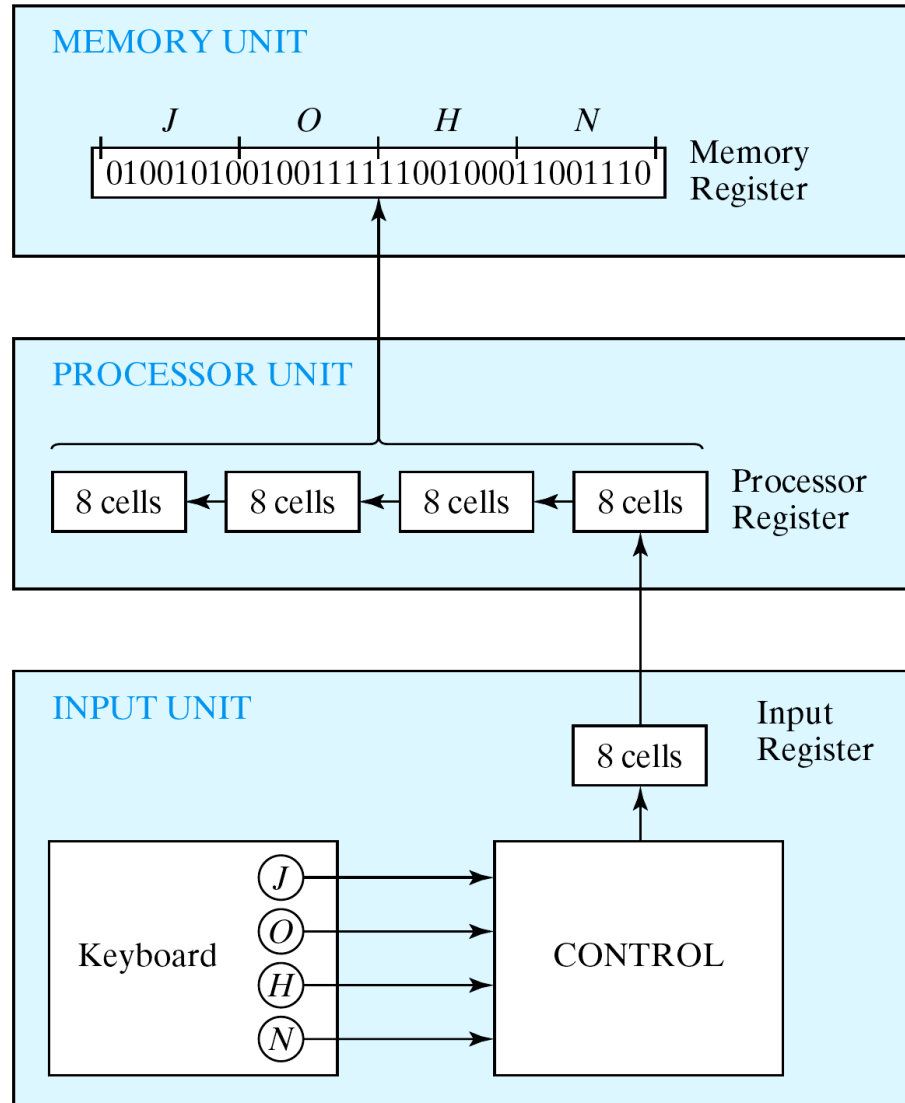 MEMORY UNIT
J O H N
01001010010011111100100011001110
Memory
Register
PROCESSOR UNIT
8 cells 8 cells 8 cells 8 cells
Processor
Register
INPUT UNIT
Input
Register
8 cells
Keyboard
J
O
H
N
CONTROL